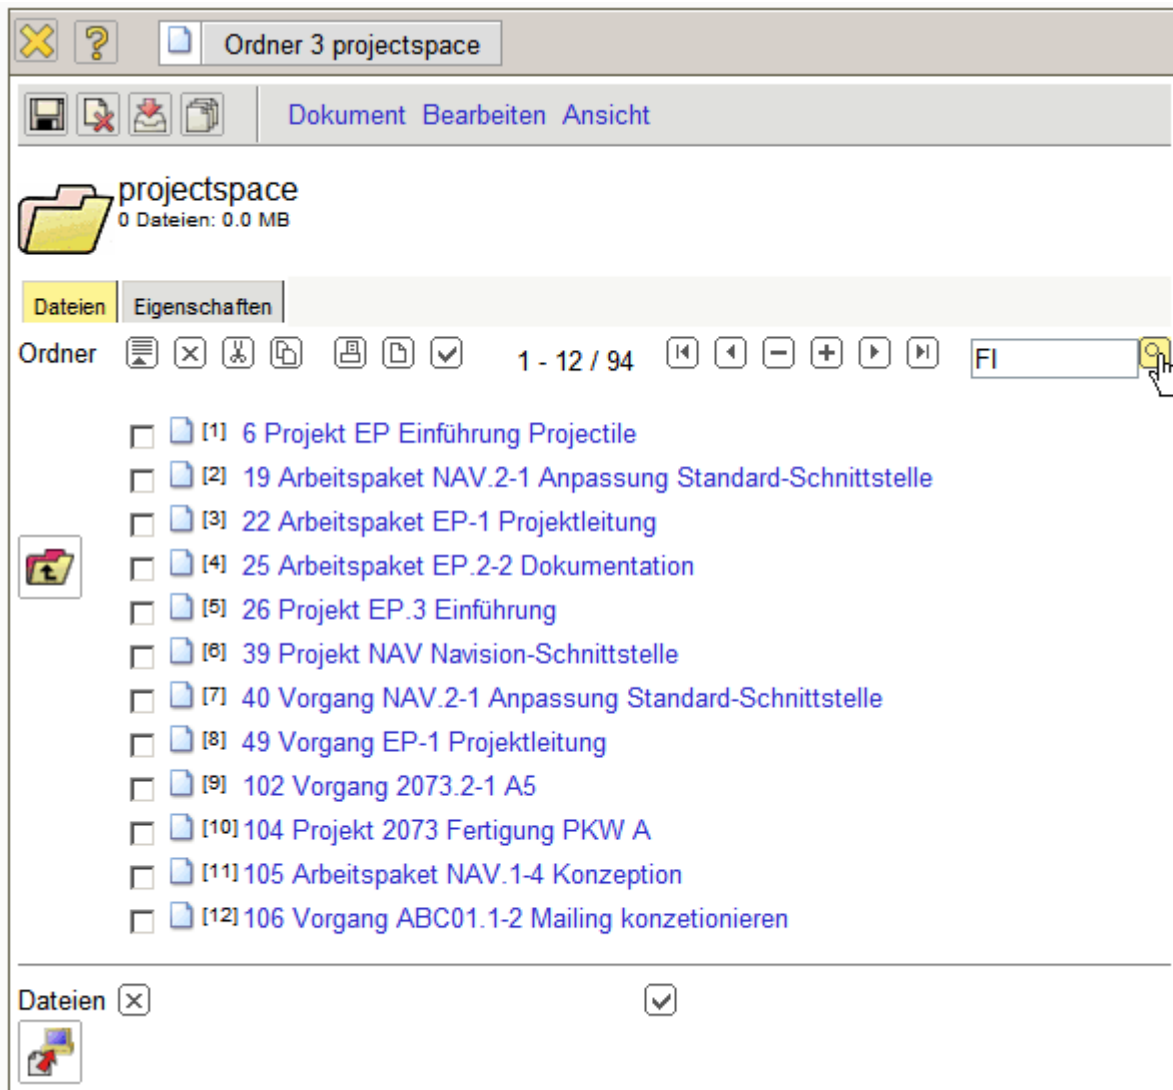 Ordner 3 projectspace
Dokument Bearbeiten Ansicht
projectspace
0 Dateien: 0.0 MB
Dateien Eigenschaften
Ordner 1 - 12 / 94 FI
[1] 6 Projekt EP Einführung Projectile
[2] 19 Arbeitspaket NAV.2-1 Anpassung Standard-Schnittstelle
[3] 22 Arbeitspaket EP-1 Projektleitung
[4] 25 Arbeitspaket EP.2-2 Dokumentation
[5] 26 Projekt EP.3 Einführung
[6] 39 Projekt NAV Navision-Schnittstelle
[7] 40 Vorgang NAV.2-1 Anpassung Standard-Schnittstelle
[8] 49 Vorgang EP-1 Projektleitung
[9] 102 Vorgang 2073.2-1 A5
[10] 104 Projekt 2073 Fertigung PKW A
[11] 105 Arbeitspaket NAV.1-4 Konzeption
[12] 106 Vorgang ABC01.1-2 Mailing konzetionieren
Dateien